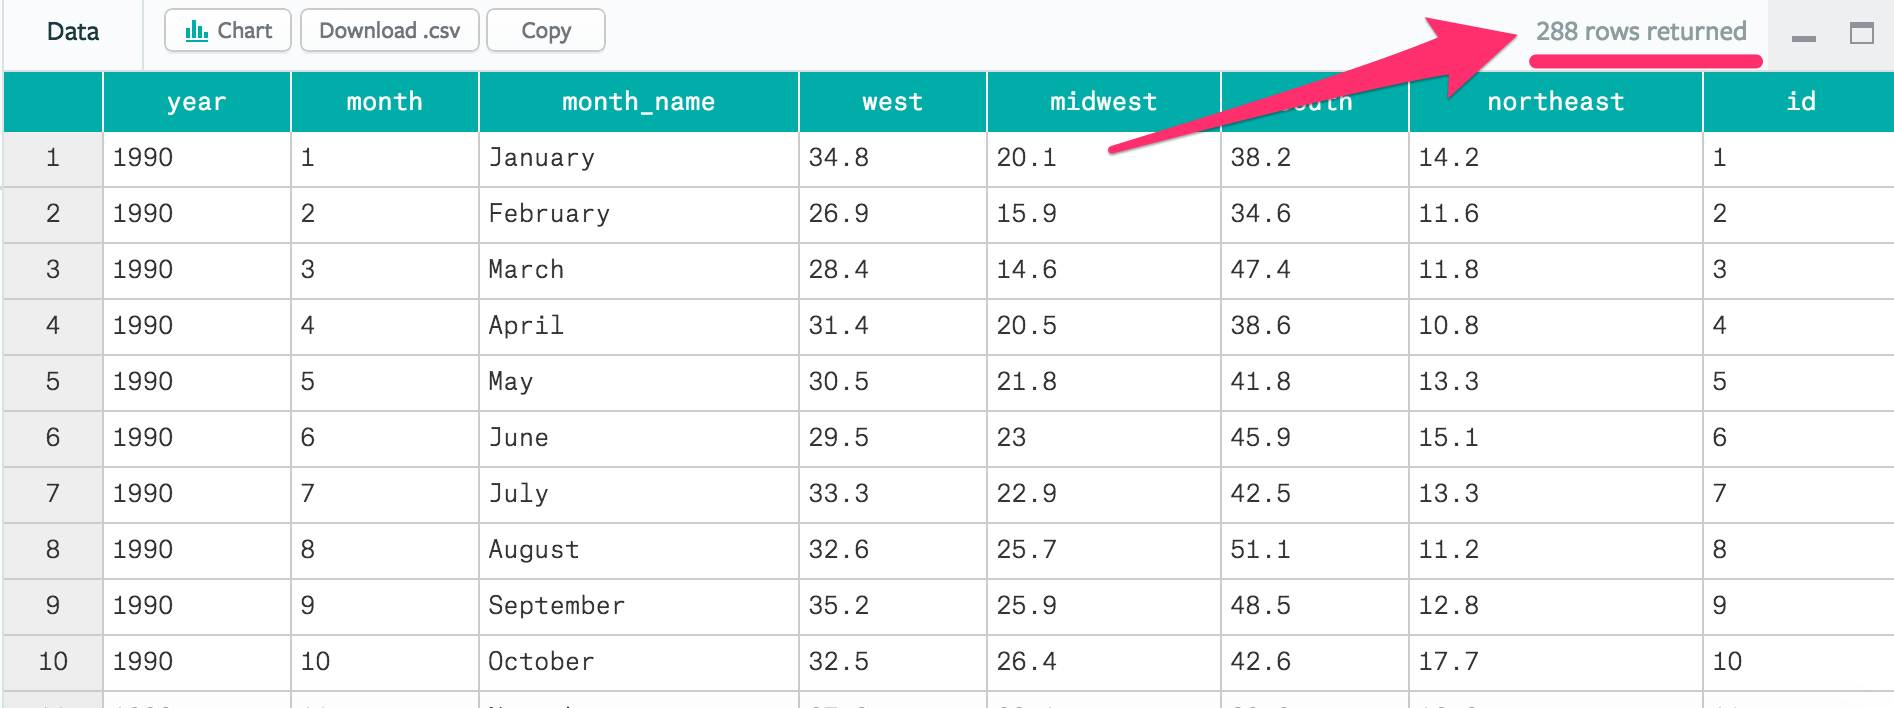 Data Chart Download .csv Copy 288 rows returned
year month month_name west midwest northeast id
1 1990 1 January 34.8 20.1 38.2 14.2 1
2 1990 2 February 26.9 15.9 34.6 11.6 2
3 1990 3 March 28.4 14.6 47.4 11.8 3
4 1990 4 April 31.4 20.5 38.6 10.8 4
5 1990 5 May 30.5 21.8 41.8 13.3 5
6 1990 6 June 29.5 23 45.9 15.1 6
7 1990 7 July 33.3 22.9 42.5 13.3 7
8 1990 8 August 32.6 25.7 51.1 11.2 8
9 1990 9 September 35.2 25.9 48.5 12.8 9
10 1990 10 October 32.5 26.4 42.6 17.7 10